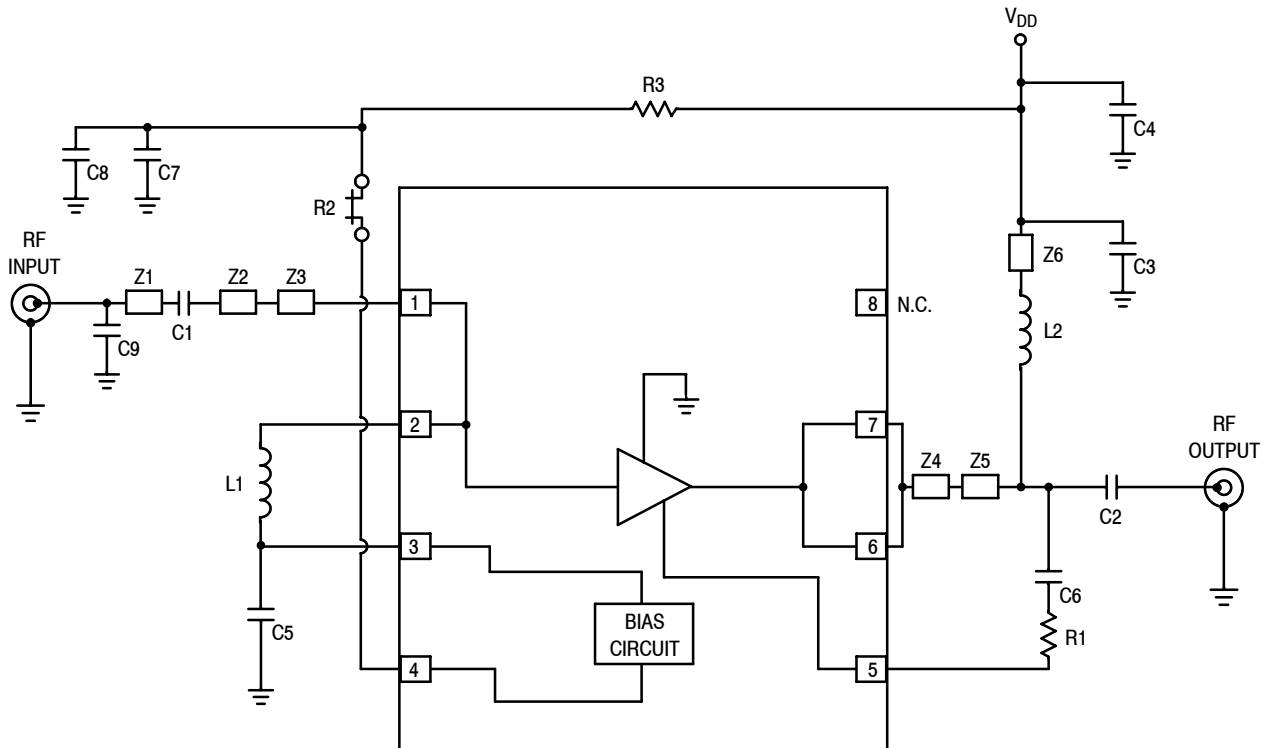 V_DD
R3
C4
C8
C7
R2
RF
INPUT
Z6
C3
Z1
Z2
Z3
1
8
N.C.
C9
C1
L2
2
7
RF
OUTPUT
Z4
Z5
L1
C2
3
6
C6
BIAS
CIRCUIT
R1
C5
4
5